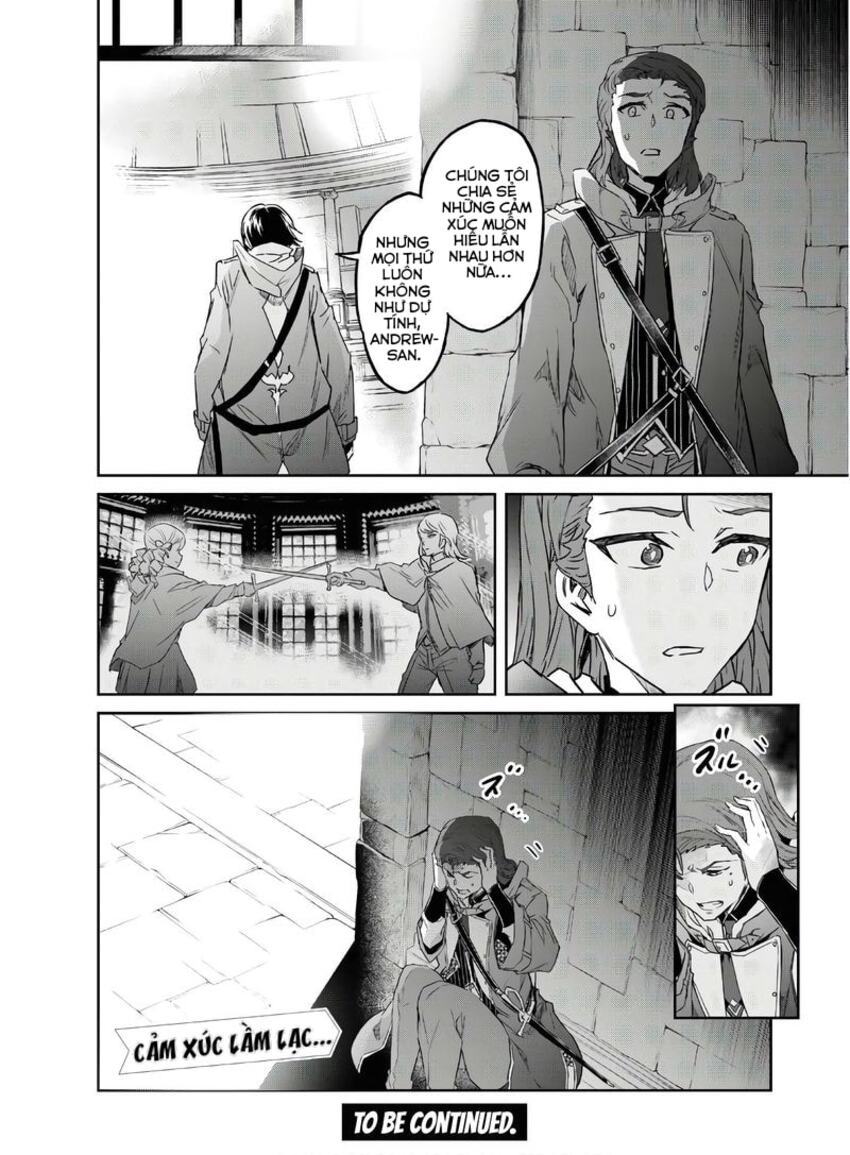 CHÚNG TÔI
CHIA SẺ
NHỮNG CẢM
XÚC MUỐN
HIỂU LẪN
NHAU HƠN
NỮA...
NHƯNG
MỌI THỨ
LUÔN
KHÔNG
NHƯ DỰ
TÍNH,
ANDREW-
SAN.
ズル...
ズ...
CẢM XÚC LẦM LẠC...
TO BE CONTINUED.